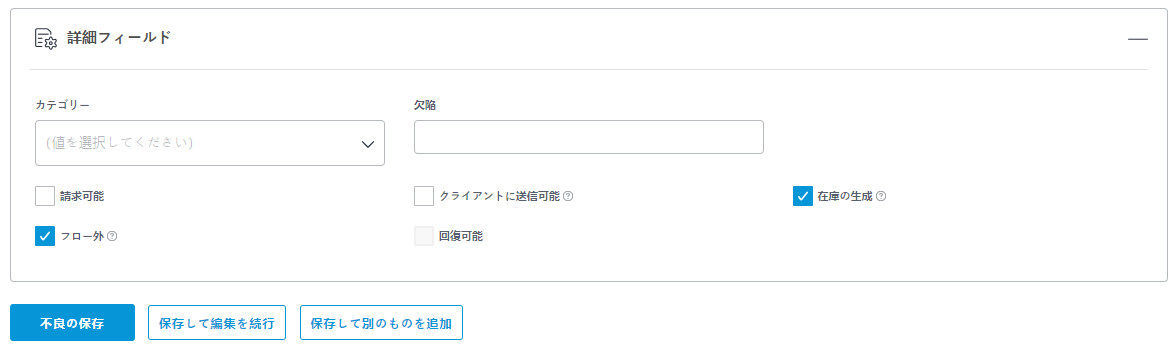 詳細フィールド
カテゴリー
欠陥
(値を選択してください)
請求可能
クライアントに送信可能
在庫の生成
フロー外
回復可能
不良の保存
保存して編集を続行
保存して別のものを追加